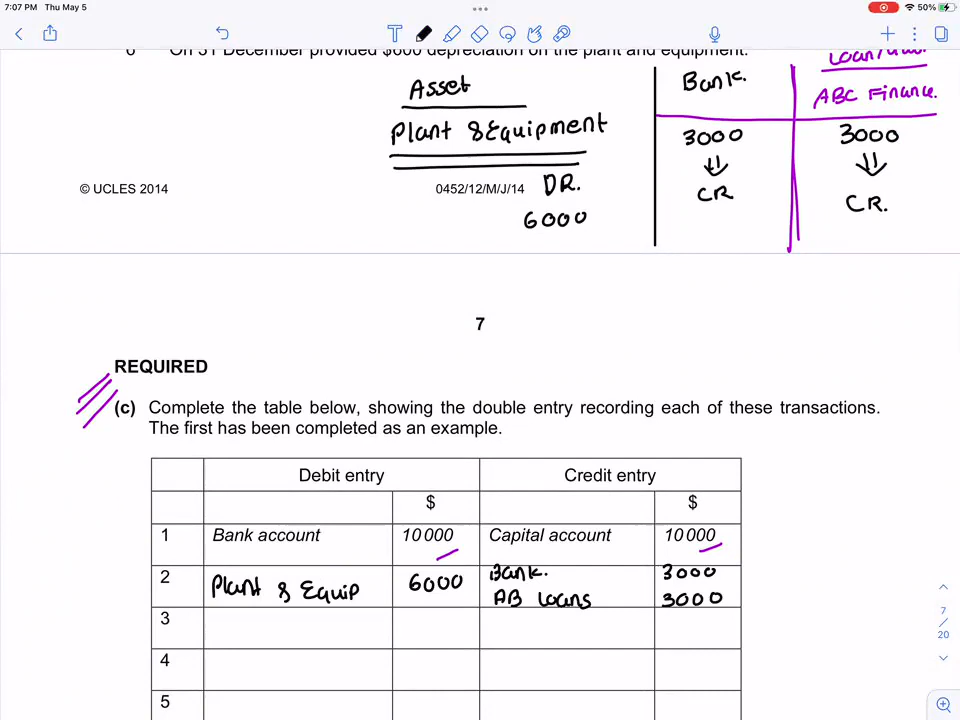 7:07 PM Thu May 5
50%
6 On 31 December provided $600 depreciation on the plant and equipment.
Asset
Plant & Equipment
DR.
6000
Bank.
3000
CR
ABC Finance.
3000
CR.
© UCLES 2014
0452/12/M/J/14
7
REQUIRED
(c) Complete the table below, showing the double entry recording each of these transactions.
The first has been completed as an example.
Debit entry Credit entry
$ $
1 Bank account 10 000 Capital account 10 000
2 Plant & Equip 6000 Bank. 3000
AB Loans 3000
3
4
5
7
/
20